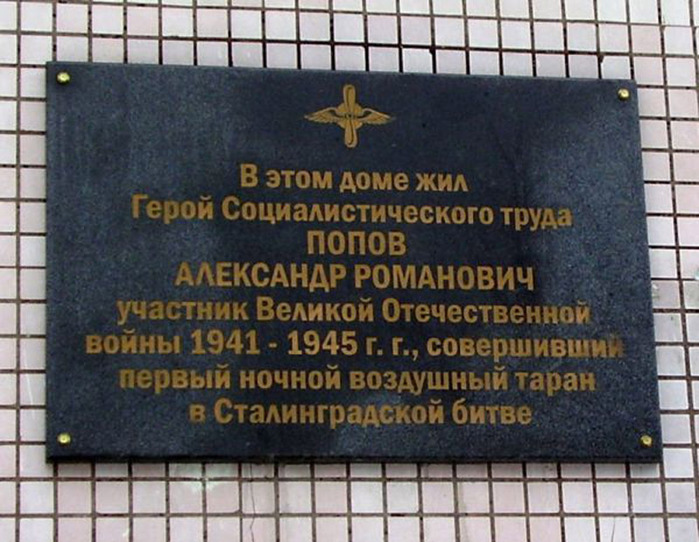 В этом доме жил
Герой Социалистического труда
ПОПОВ
АЛЕКСАНДР РОМАНОВИЧ
участник Великой Отечественной
войны 1941 - 1945 г. г., совершивший
первый ночной воздушный таран
в Сталинградской битве